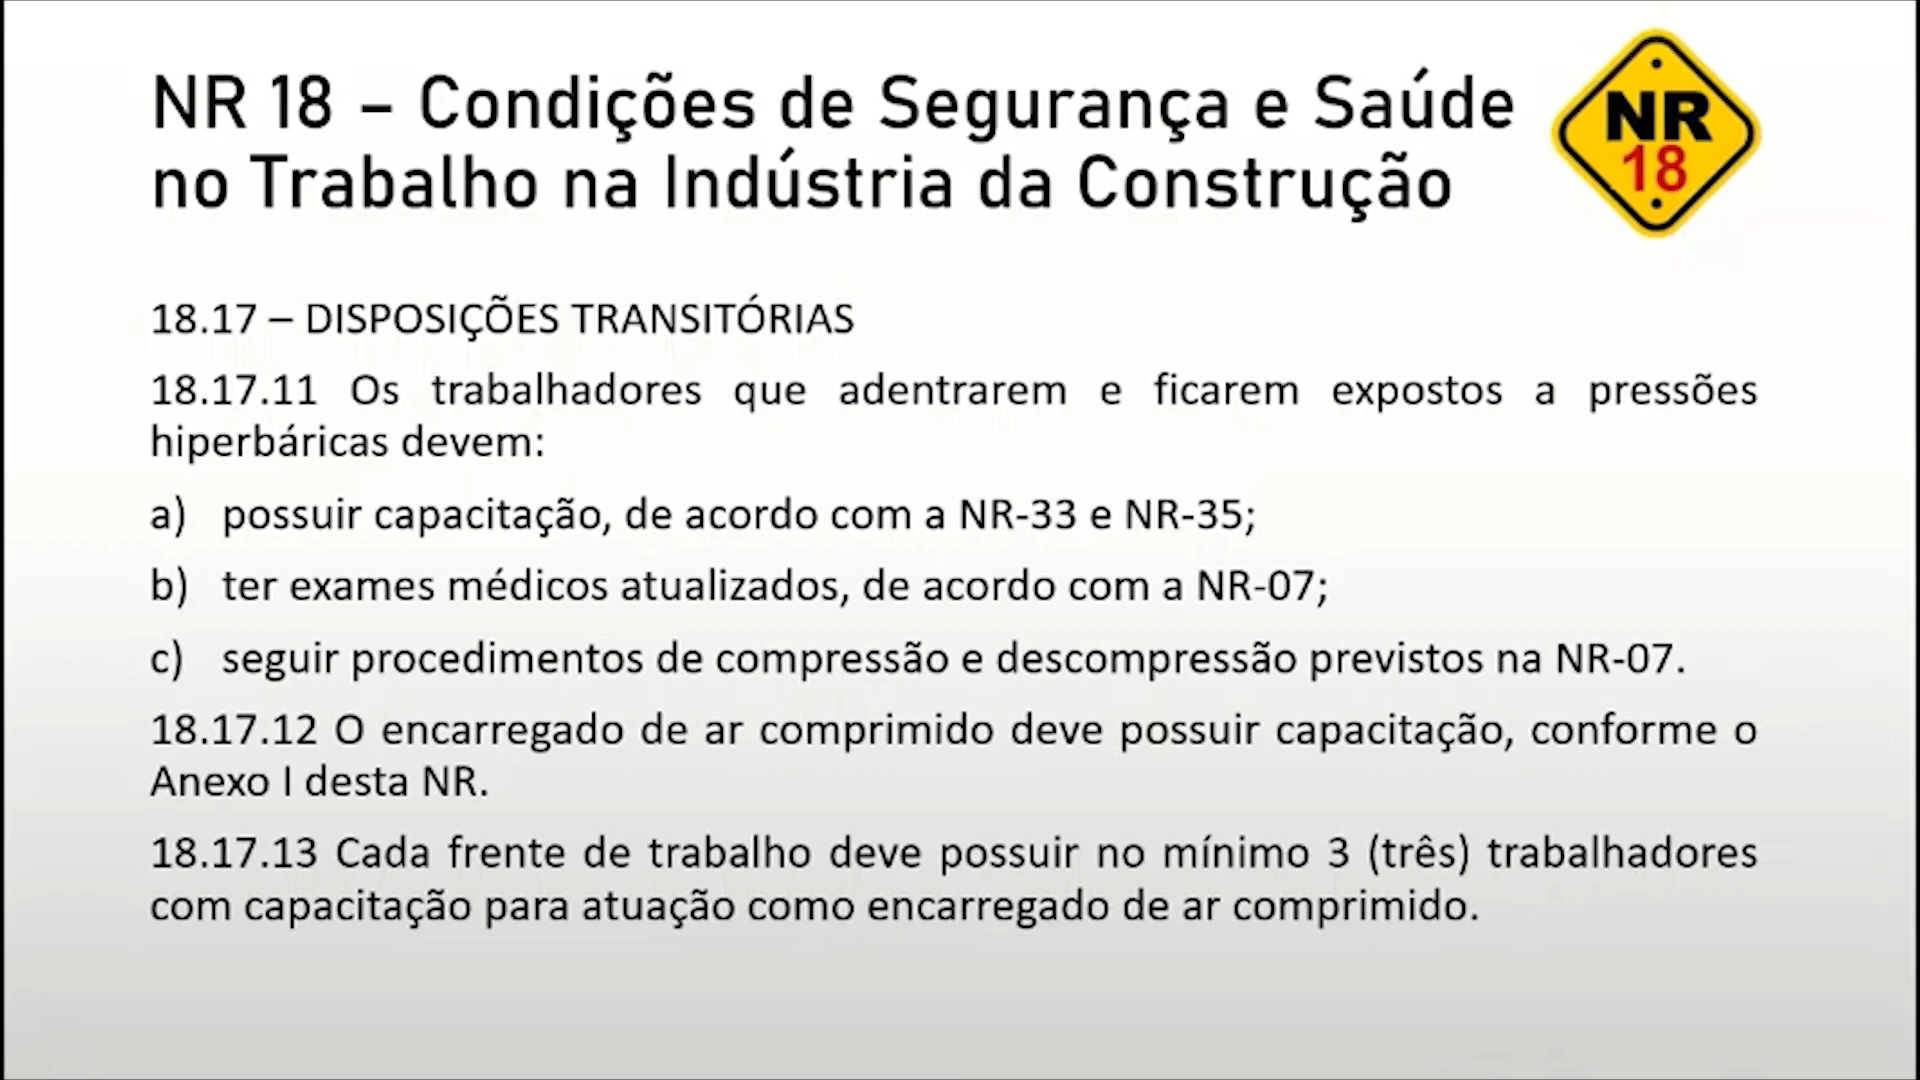 NR 18 – Condições de Segurança e Saúde
no Trabalho na Indústria da Construção
NR
18
18.17 – DISPOSIÇÕES TRANSITÓRIAS
18.17.11 Os trabalhadores que adentrarem e ficarem expostos a pressões
hiperbáricas devem:
a) possuir capacitação, de acordo com a NR-33 e NR-35;
b) ter exames médicos atualizados, de acordo com a NR-07;
c) seguir procedimentos de compressão e descompressão previstos na NR-07.
18.17.12 O encarregado de ar comprimido deve possuir capacitação, conforme o
Anexo I desta NR.
18.17.13 Cada frente de trabalho deve possuir no mínimo 3 (três) trabalhadores
com capacitação para atuação como encarregado de ar comprimido.